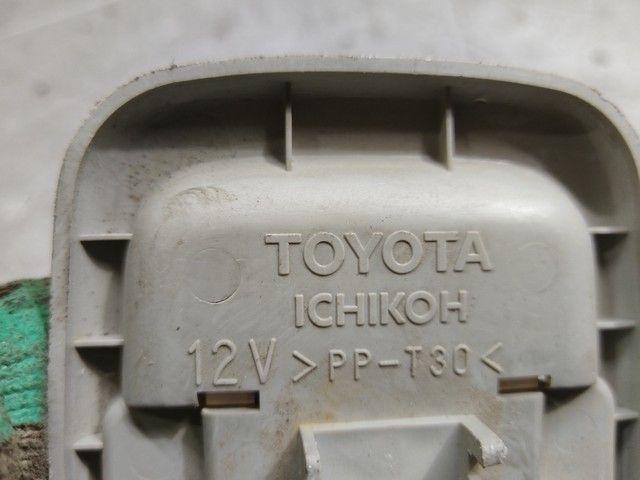 TOYOTA
ICHIKOH
12V >PP-T30<